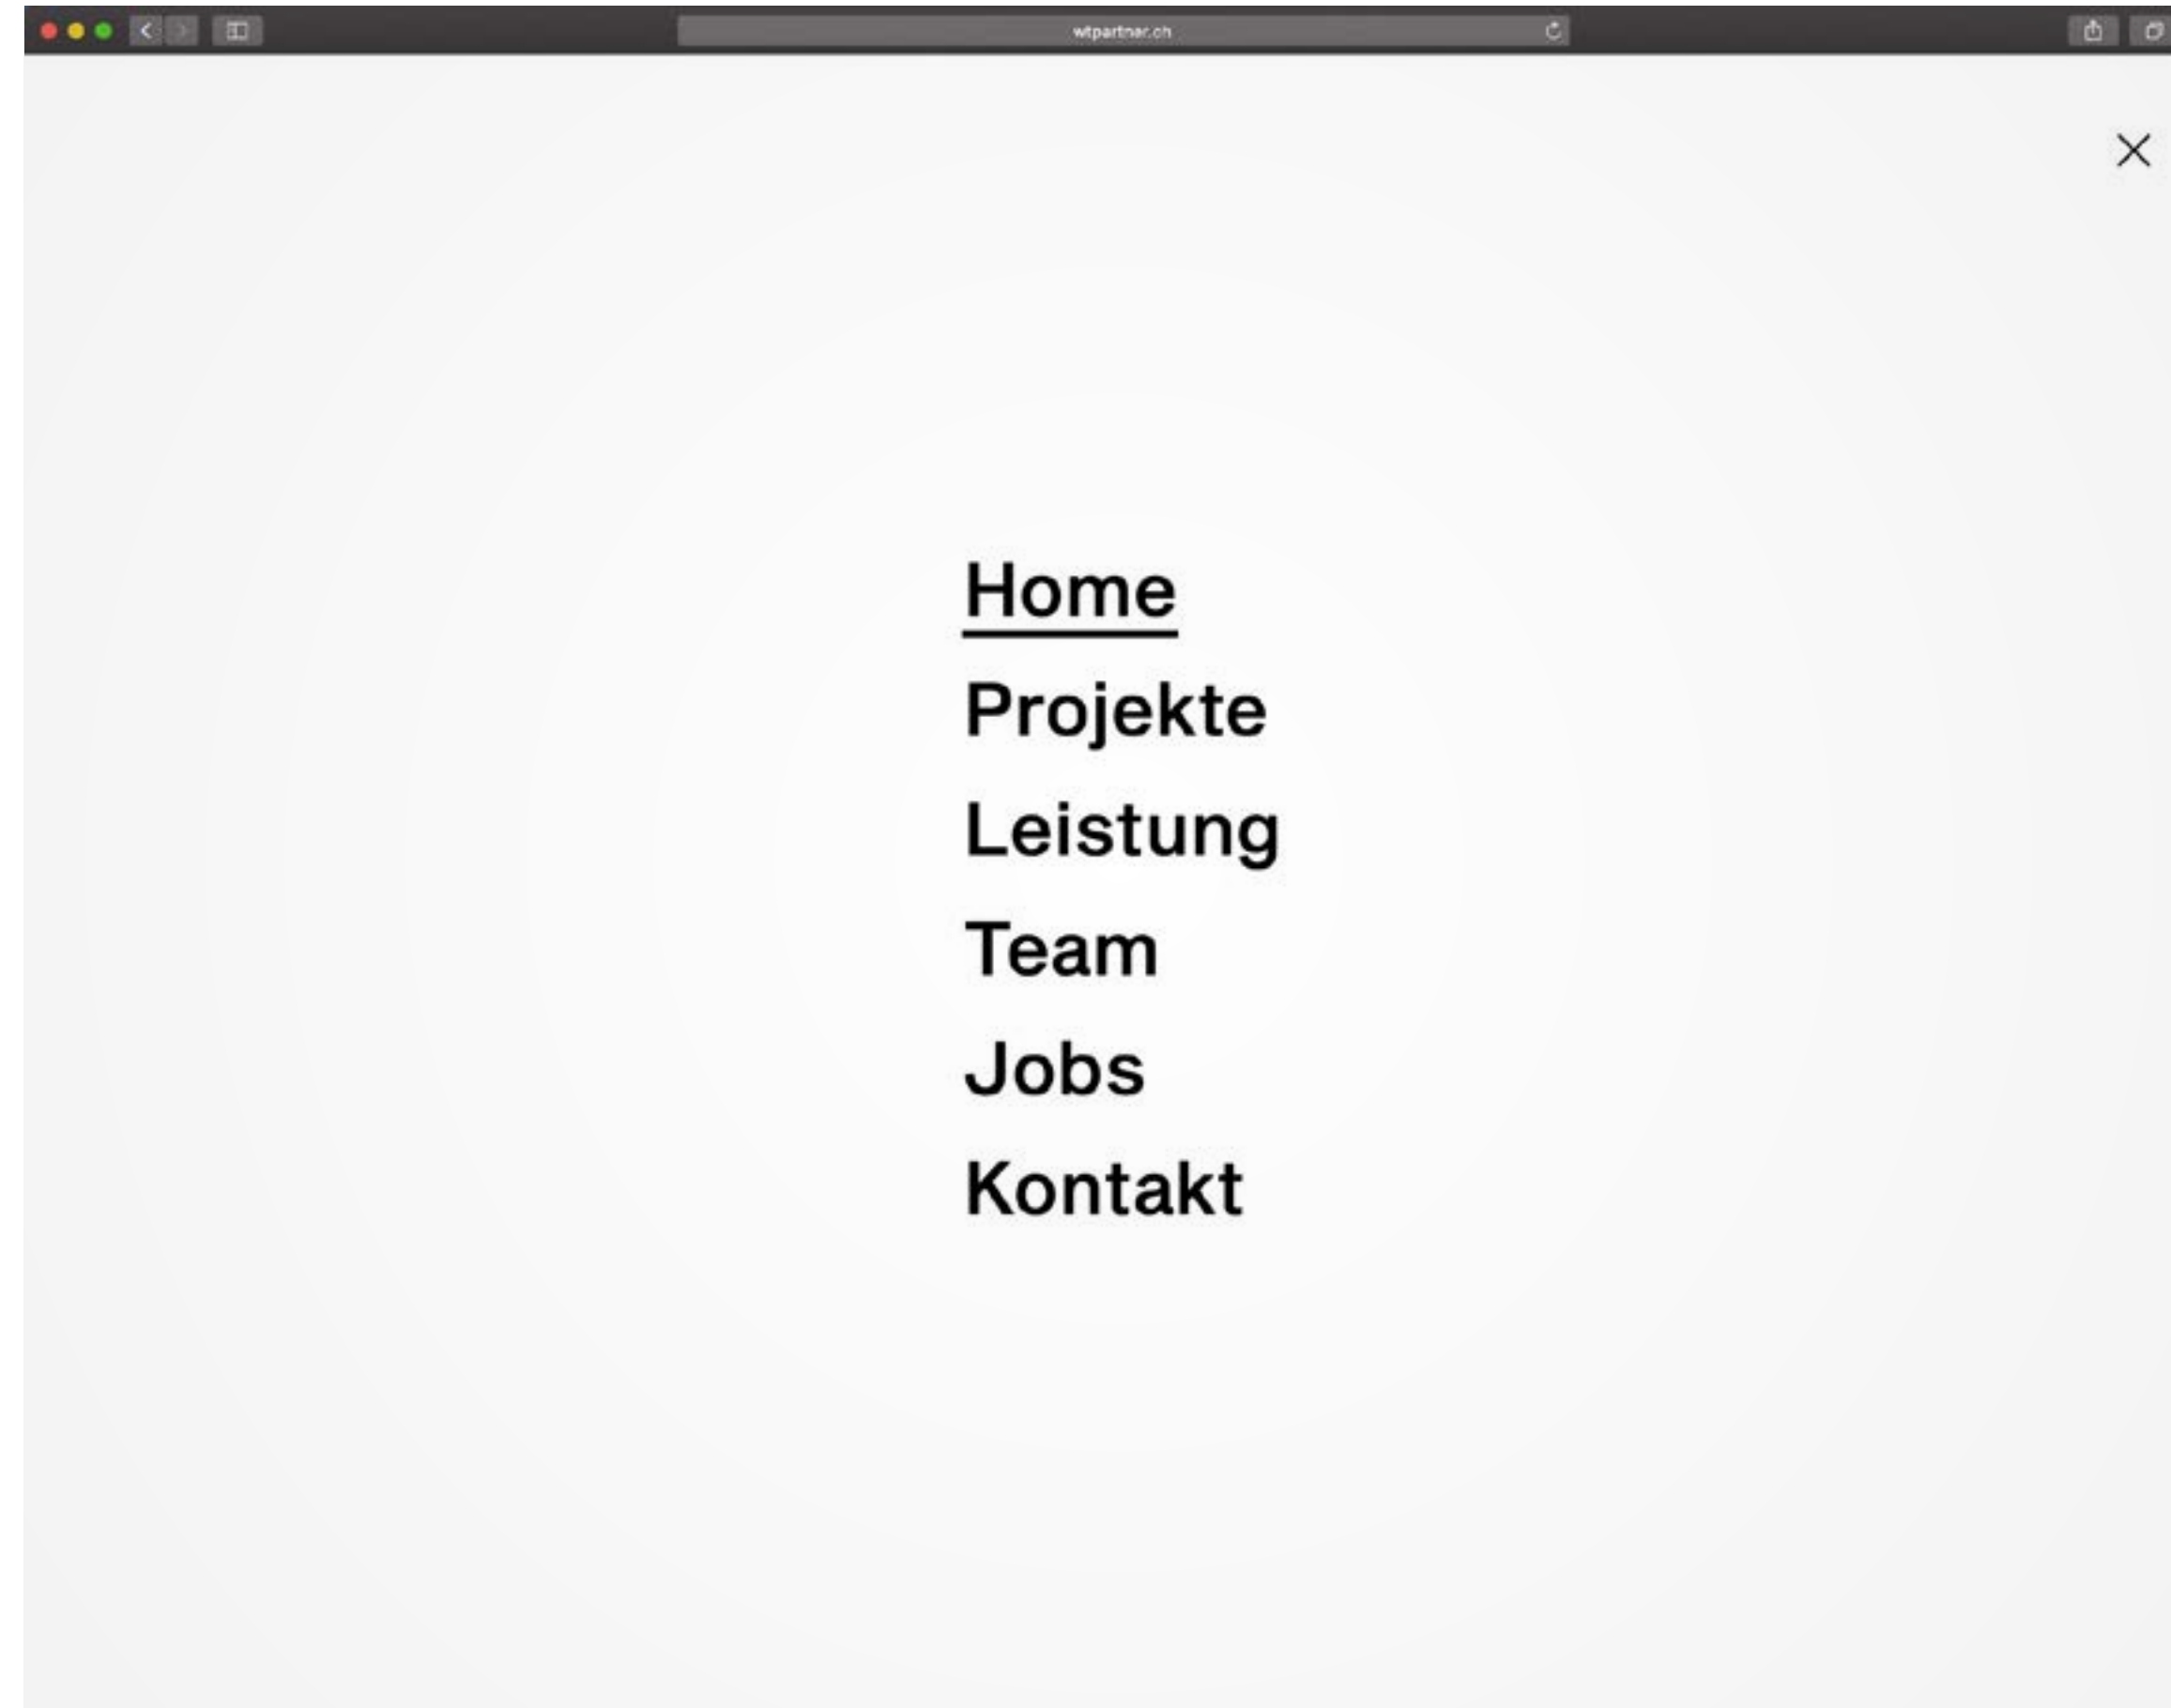 wtpartner.ch
Home
Projekte
Leistung
Team
Jobs
Kontakt